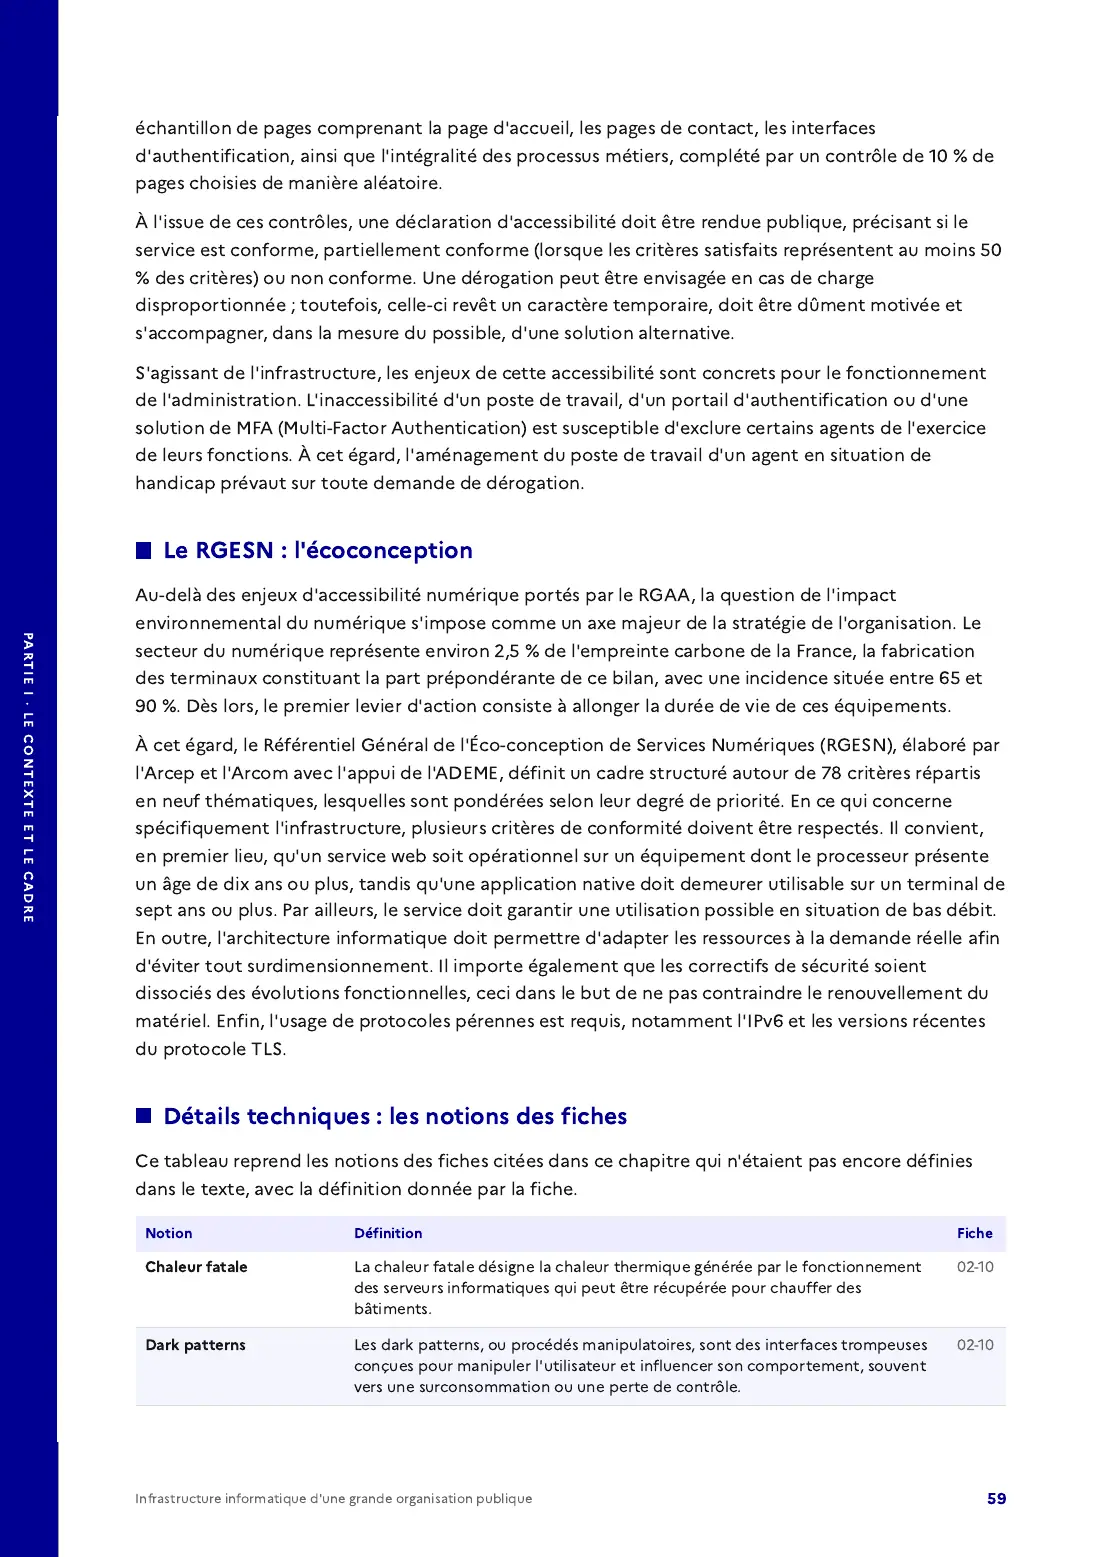 échantillon de pages comprenant la page d'accueil, les pages de contact, les interfaces
d'authentification, ainsi que l'intégralité des processus métiers, complété par un contrôle de 10 % de
pages choisies de manière aléatoire.
À l'issue de ces contrôles, une déclaration d'accessibilité doit être rendue publique, précisant si le
service est conforme, partiellement conforme (lorsque les critères satisfaits représentent au moins 50
% des critères) ou non conforme. Une dérogation peut être envisagée en cas de charge
disproportionnée ; toutefois, celle-ci revêt un caractère temporaire, doit être dûment motivée et
s'accompagner, dans la mesure du possible, d'une solution alternative.
S'agissant de l'infrastructure, les enjeux de cette accessibilité sont concrets pour le fonctionnement
de l'administration. L'inaccessibilité d'un poste de travail, d'un portail d'authentification ou d'une
solution de MFA (Multi-Factor Authentication) est susceptible d'exclure certains agents de l'exercice
de leurs fonctions. À cet égard, l'aménagement du poste de travail d'un agent en situation de
handicap prévaut sur toute demande de dérogation.
Le RGESN : l'écoconception
Au-delà des enjeux d'accessibilité numérique portés par le RGAA, la question de l'impact
environnemental du numérique s'impose comme un axe majeur de la stratégie de l'organisation. Le
secteur du numérique représente environ 2,5 % de l'empreinte carbone de la France, la fabrication
des terminaux constituant la part prépondérante de ce bilan, avec une incidence située entre 65 et
90 %. Dès lors, le premier levier d'action consiste à allonger la durée de vie de ces équipements.
À cet égard, le Référentiel Général de l'Éco-conception de Services Numériques (RGESN), élaboré par
l'Arcep et l'Arcom avec l'appui de l'ADEME, définit un cadre structuré autour de 78 critères répartis
en neuf thématiques, lesquelles sont pondérées selon leur degré de priorité. En ce qui concerne
spécifiquement l'infrastructure, plusieurs critères de conformité doivent être respectés. Il convient,
en premier lieu, qu'un service web soit opérationnel sur un équipement dont le processeur présente
un âge de dix ans ou plus, tandis qu'une application native doit demeurer utilisable sur un terminal de
sept ans ou plus. Par ailleurs, le service doit garantir une utilisation possible en situation de bas débit.
En outre, l'architecture informatique doit permettre d'adapter les ressources à la demande réelle afin
d'éviter tout surdimensionnement. Il importe également que les correctifs de sécurité soient
dissociés des évolutions fonctionnelles, ceci dans le but de ne pas contraindre le renouvellement du
matériel. Enfin, l'usage de protocoles pérennes est requis, notamment l'IPv6 et les versions récentes
du protocole TLS.
Détails techniques : les notions des fiches
Ce tableau reprend les notions des fiches citées dans ce chapitre qui n'étaient pas encore définies
dans le texte, avec la définition donnée par la fiche.
Notion Définition Fiche
Chaleur fatale La chaleur fatale désigne la chaleur thermique générée par le fonctionnement 02-10
des serveurs informatiques qui peut être récupérée pour chauffer des
bâtiments.
Dark patterns Les dark patterns, ou procédés manipulatoires, sont des interfaces trompeuses 02-10
conçues pour manipuler l'utilisateur et influencer son comportement, souvent
vers une surconsommation ou une perte de contrôle.
PARTIE I · LE CONTEXTE ET LE CADRE
Infrastructure informatique d'une grande organisation publique 59